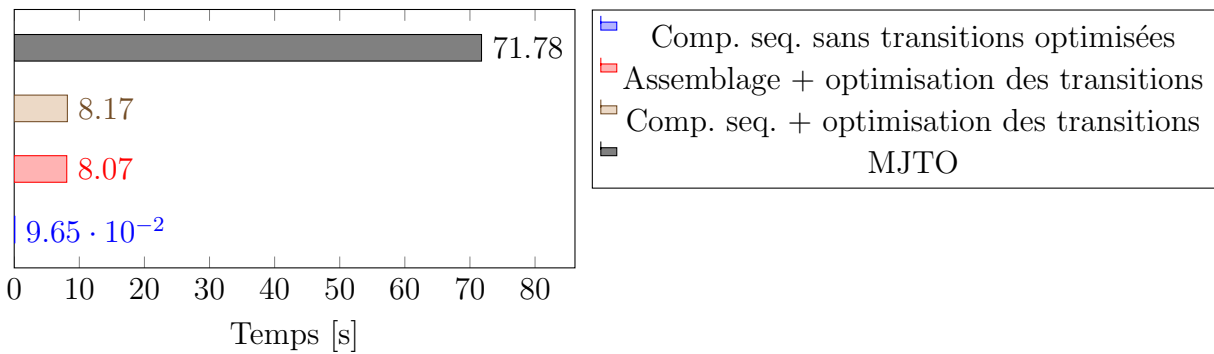 71.78
8.17
8.07
9.65 · 10⁻²
0 10 20 30 40 50 60 70 80
Temps [s]
Comp. seq. sans transitions optimisées
Assemblage + optimisation des transitions
Comp. seq. + optimisation des transitions
MJTO